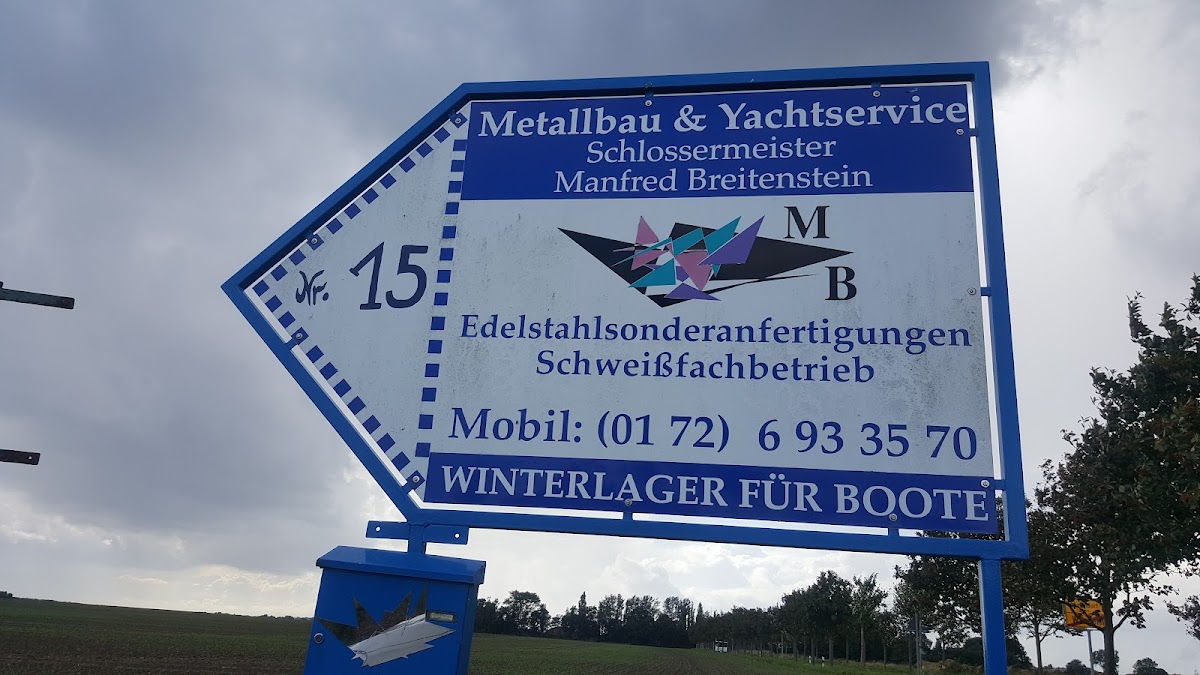 Metallbau & Yachtservice
Schlossermeister
Manfred Breitenstein
M
B
Nr. 15
Edelstahlsonderanfertigungen
Schweißfachbetrieb
Mobil: (01 72) 6 93 35 70
WINTERLAGER FÜR BOOTE